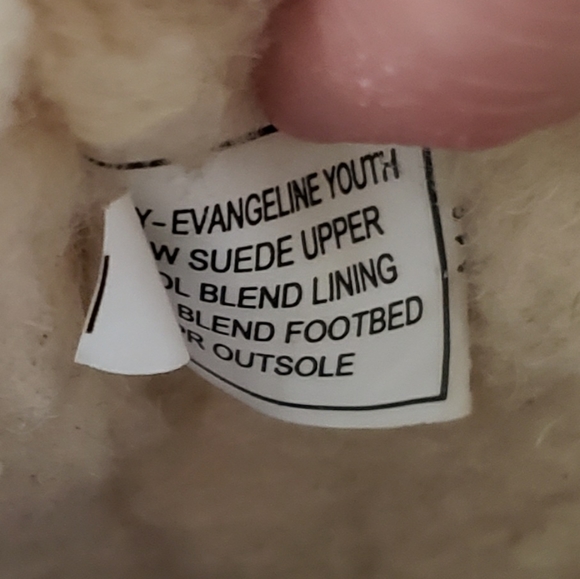 Y-EVANGELINE YOUTH
W SUEDE UPPER
OL BLEND LINING
BLEND FOOTBED
PR OUTSOLE